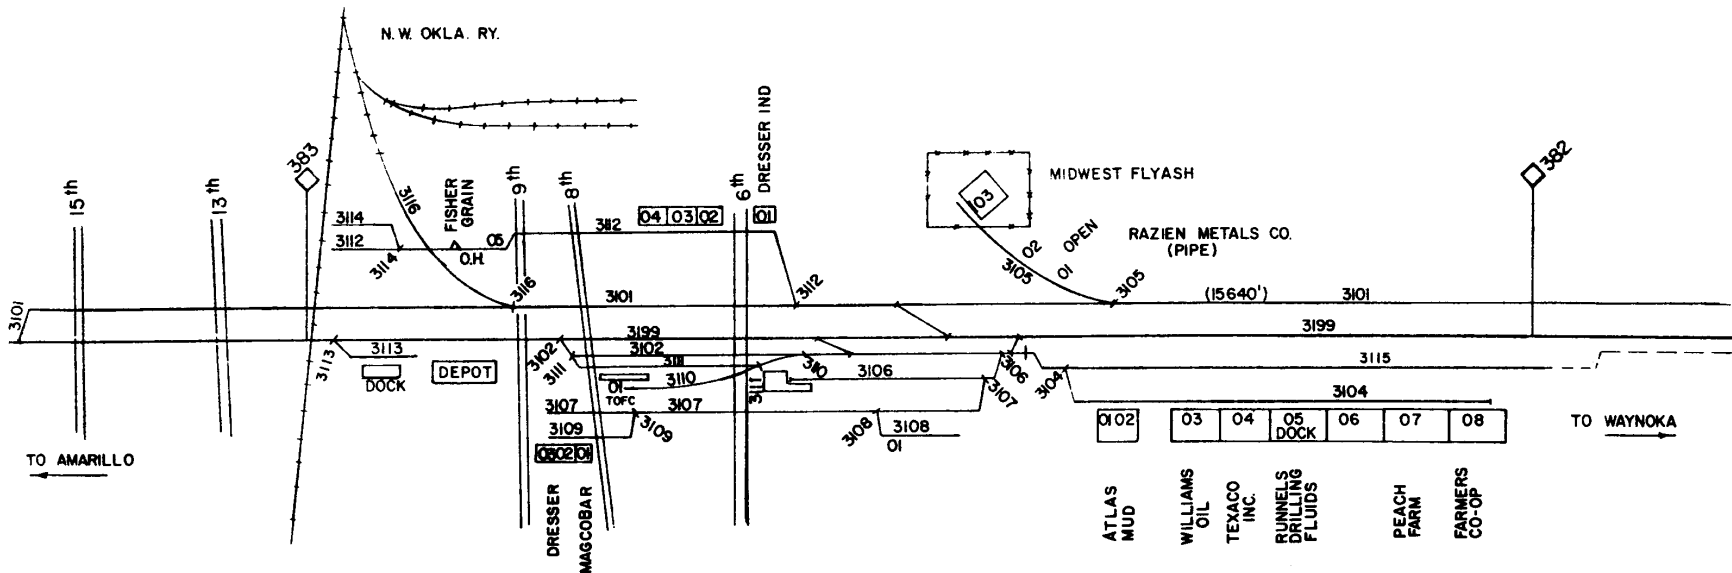 N.W. OKLA. RY.
383
382
15th
13th
9th
8th
6th
DRESSER IND
3116
FISHER
GRAIN
3114
3112
05
O.H.
3114
3112
04 03 02
01
3116
3101
3112
103
MIDWEST FLYASH
02
01 OPEN
3105
RAZIEN METALS CO.
(PIPE)
3105
(15640')
3101
3101
3199
3199
3113
3113
DOCK
DEPOT
3102
3102
3111
3111
3110
3110
01
TOFC
3111
3106
3106
3107
3107
3107
3109
3109
3108
3108
01
3115
3104
3104
0302 01
DRESSER
MAGCOBAR
01 02
03
04
05
DOCK
06
07
08
ATLAS
MUD
WILLIAMS
OIL
TEXACO
INC.
RUNNELS
DRILLING
FLUIDS
PEACH
FARM
FARMERS
CO-OP
TO AMARILLO
TO WAYNOKA